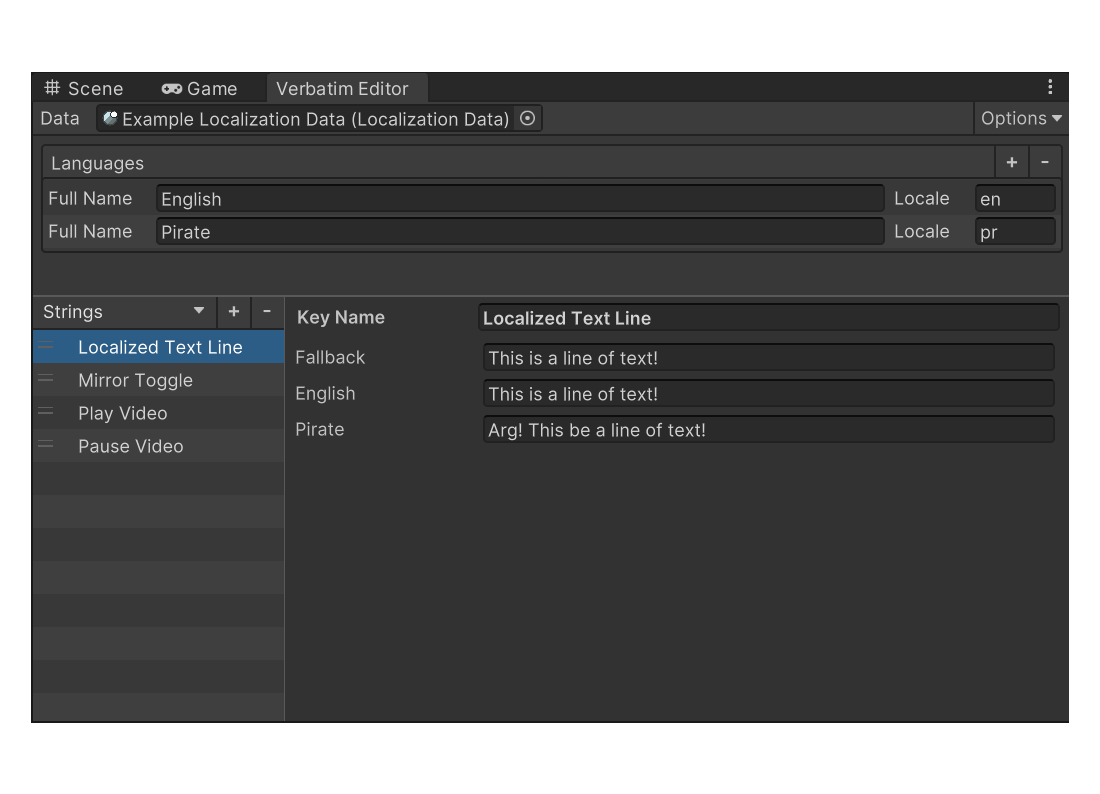 Scene Game Verbatim Editor
Data Example Localization Data (Localization Data) Options
Languages + -
Full Name English Locale en
Full Name Pirate Locale pr
Strings + -
Localized Text Line
Mirror Toggle
Play Video
Pause Video
Key Name Localized Text Line
Fallback This is a line of text!
English This is a line of text!
Pirate Arg! This be a line of text!